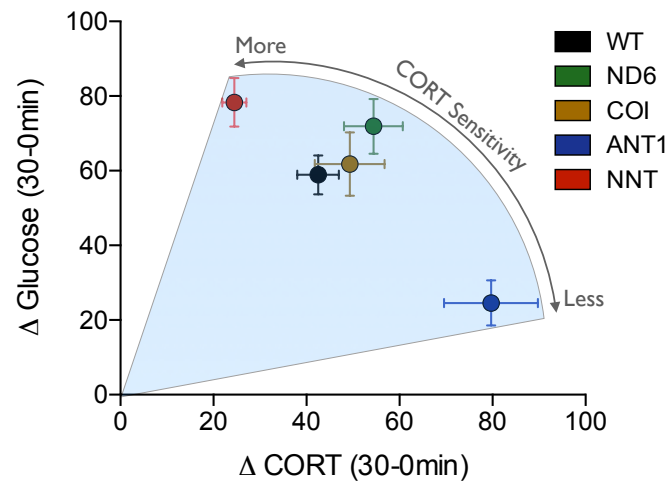 100
80
60
40
20
0
Δ Glucose (30-0min)
0
20
40
60
80
100
Δ CORT (30-0min)
More
CORT Sensitivity
Less
WT
ND6
COI
ANT1
NNT